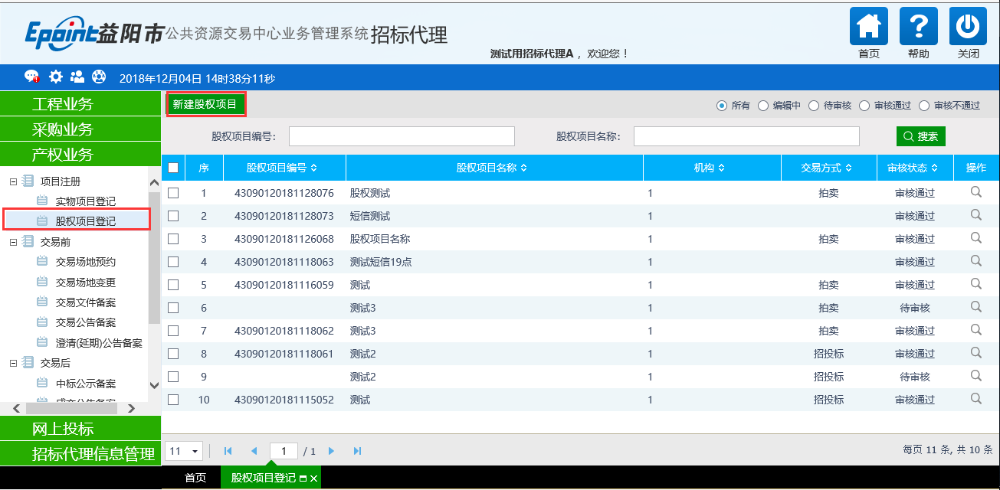 Epoint益阳市公共资源交易中心业务管理系统招标代理
测试用招标代理A，欢迎您！
首页 帮助 关闭
2018年12月04日 14时38分11秒
工程业务
采购业务
产权业务
项目注册
实物项目登记
股权项目登记
交易前
交易场地预约
交易场地变更
交易文件备案
交易公告备案
澄清(延期)公告备案
交易后
中标公示备案
成交公告备案
网上投标
招标代理信息管理
新建股权项目
所有 编辑中 待审核 审核通过 审核不通过
股权项目编号: 股权项目名称: 搜索
序 股权项目编号 股权项目名称 机构 交易方式 审核状态 操作
1 43090120181128076 股权测试 1 拍卖 审核通过
2 43090120181128073 短信测试 1 审核通过
3 43090120181126068 股权项目名称 1 拍卖 审核通过
4 43090120181118063 测试短信19点 1 审核通过
5 43090120181116059 测试 1 拍卖 审核通过
6 测试3 1 拍卖 待审核
7 43090120181118062 测试3 1 拍卖 审核通过
8 43090120181118061 测试2 1 招投标 审核通过
9 测试2 1 招投标 待审核
10 43090120181115052 测试 1 招投标 审核通过
11 1 / 1 每页 11 条, 共 10 条
首页 股权项目登记